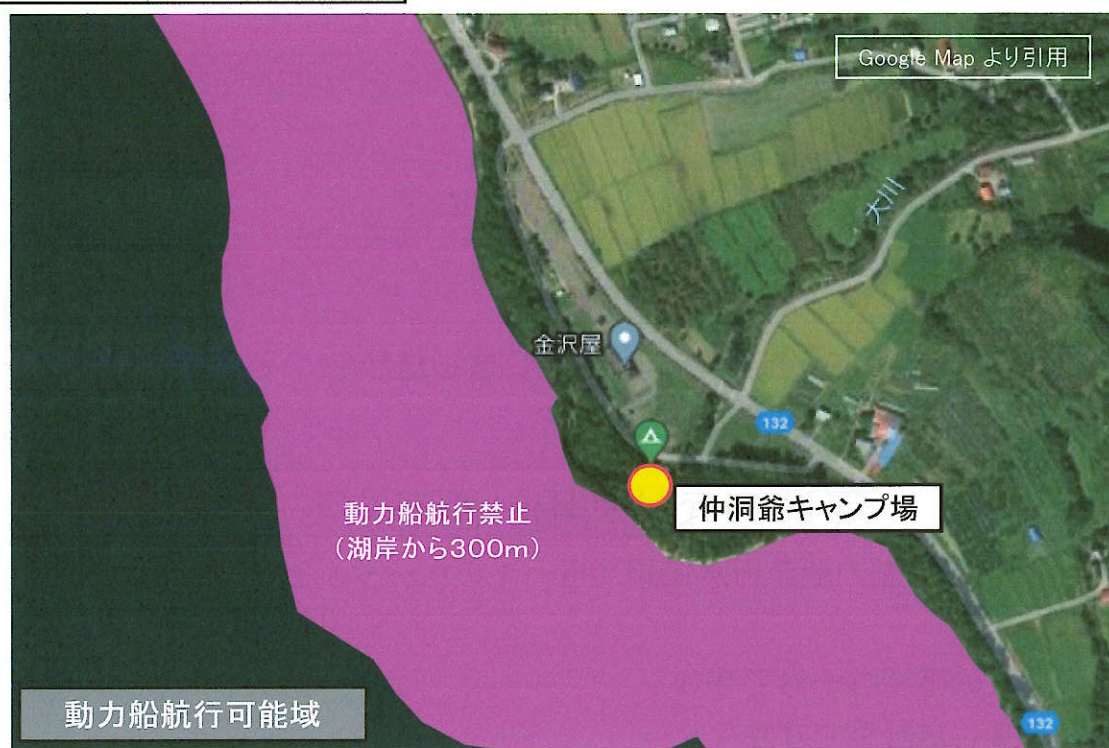 Google Map より引用
大川
金沢屋
132
仲洞爺キャンプ場
動力船航行禁止
(湖岸から300m)
動力船航行可能域
132